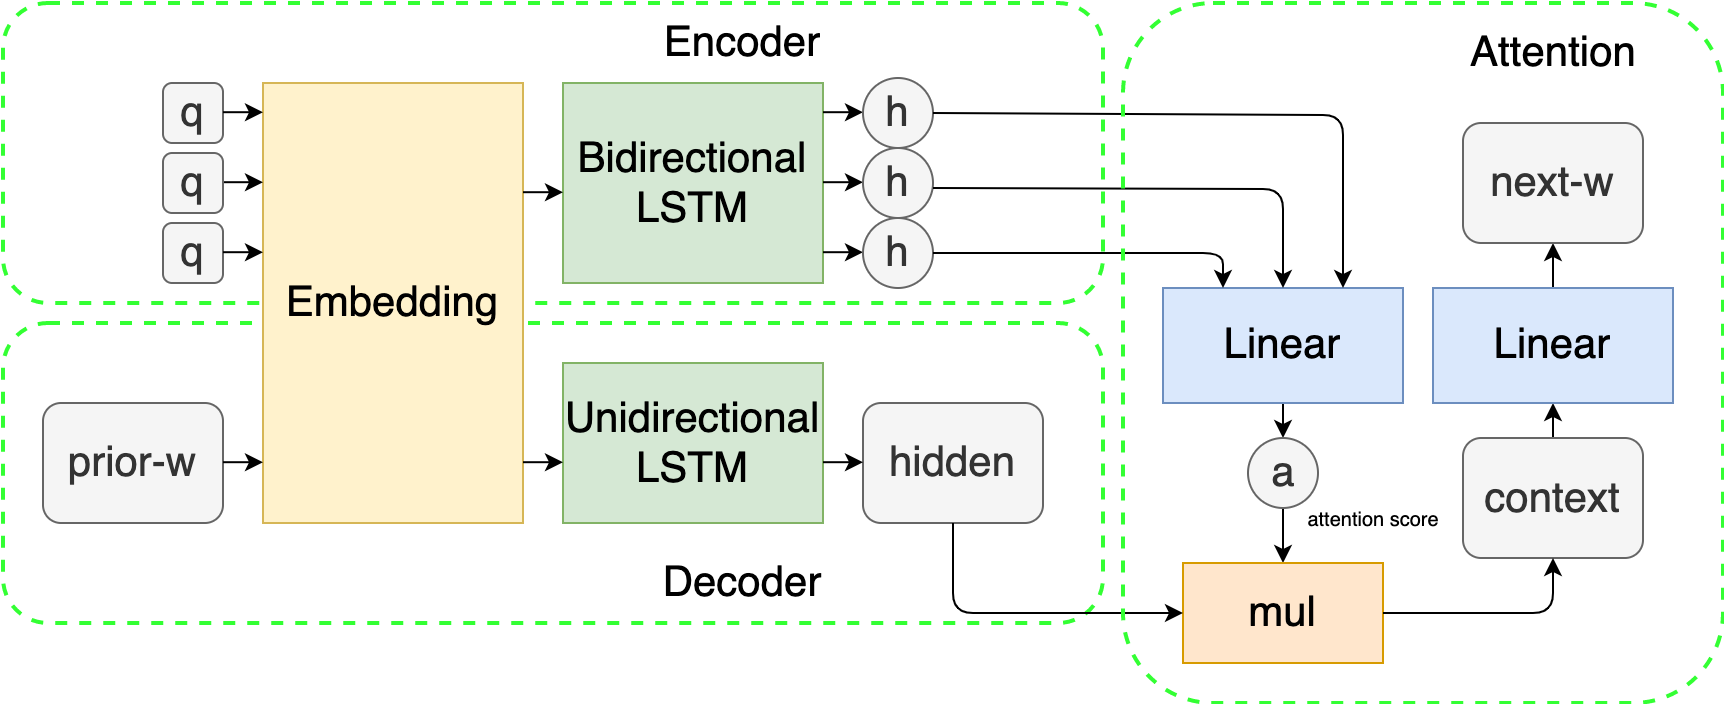 Encoder
q
q
q
Embedding
Bidirectional
LSTM
h
h
h
prior-w
Unidirectional
LSTM
hidden
Decoder
Attention
next-w
Linear
Linear
a
attention score
context
mul